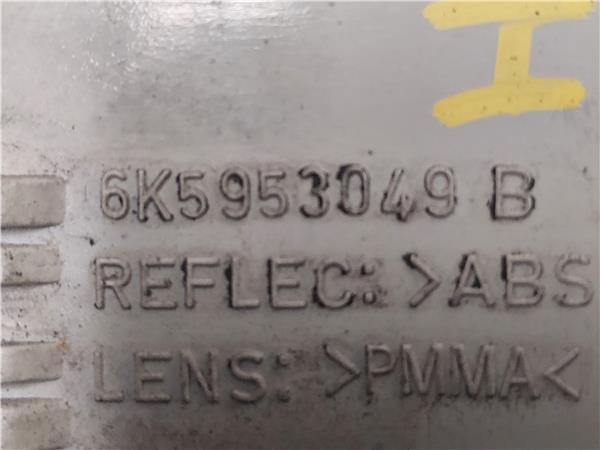 I
6K5953049 B
REFLEC: >ABS
LENS: >PMMA<